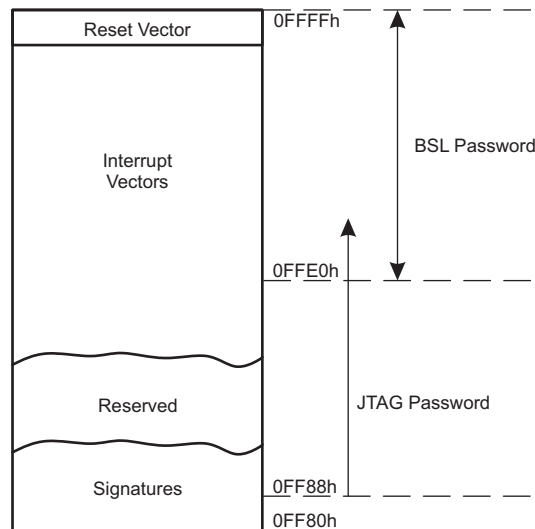 Reset Vector
0FFFFh
BSL Password
Interrupt
Vectors
0FFE0h
Reserved
JTAG Password
Signatures
0FF88h
0FF80h